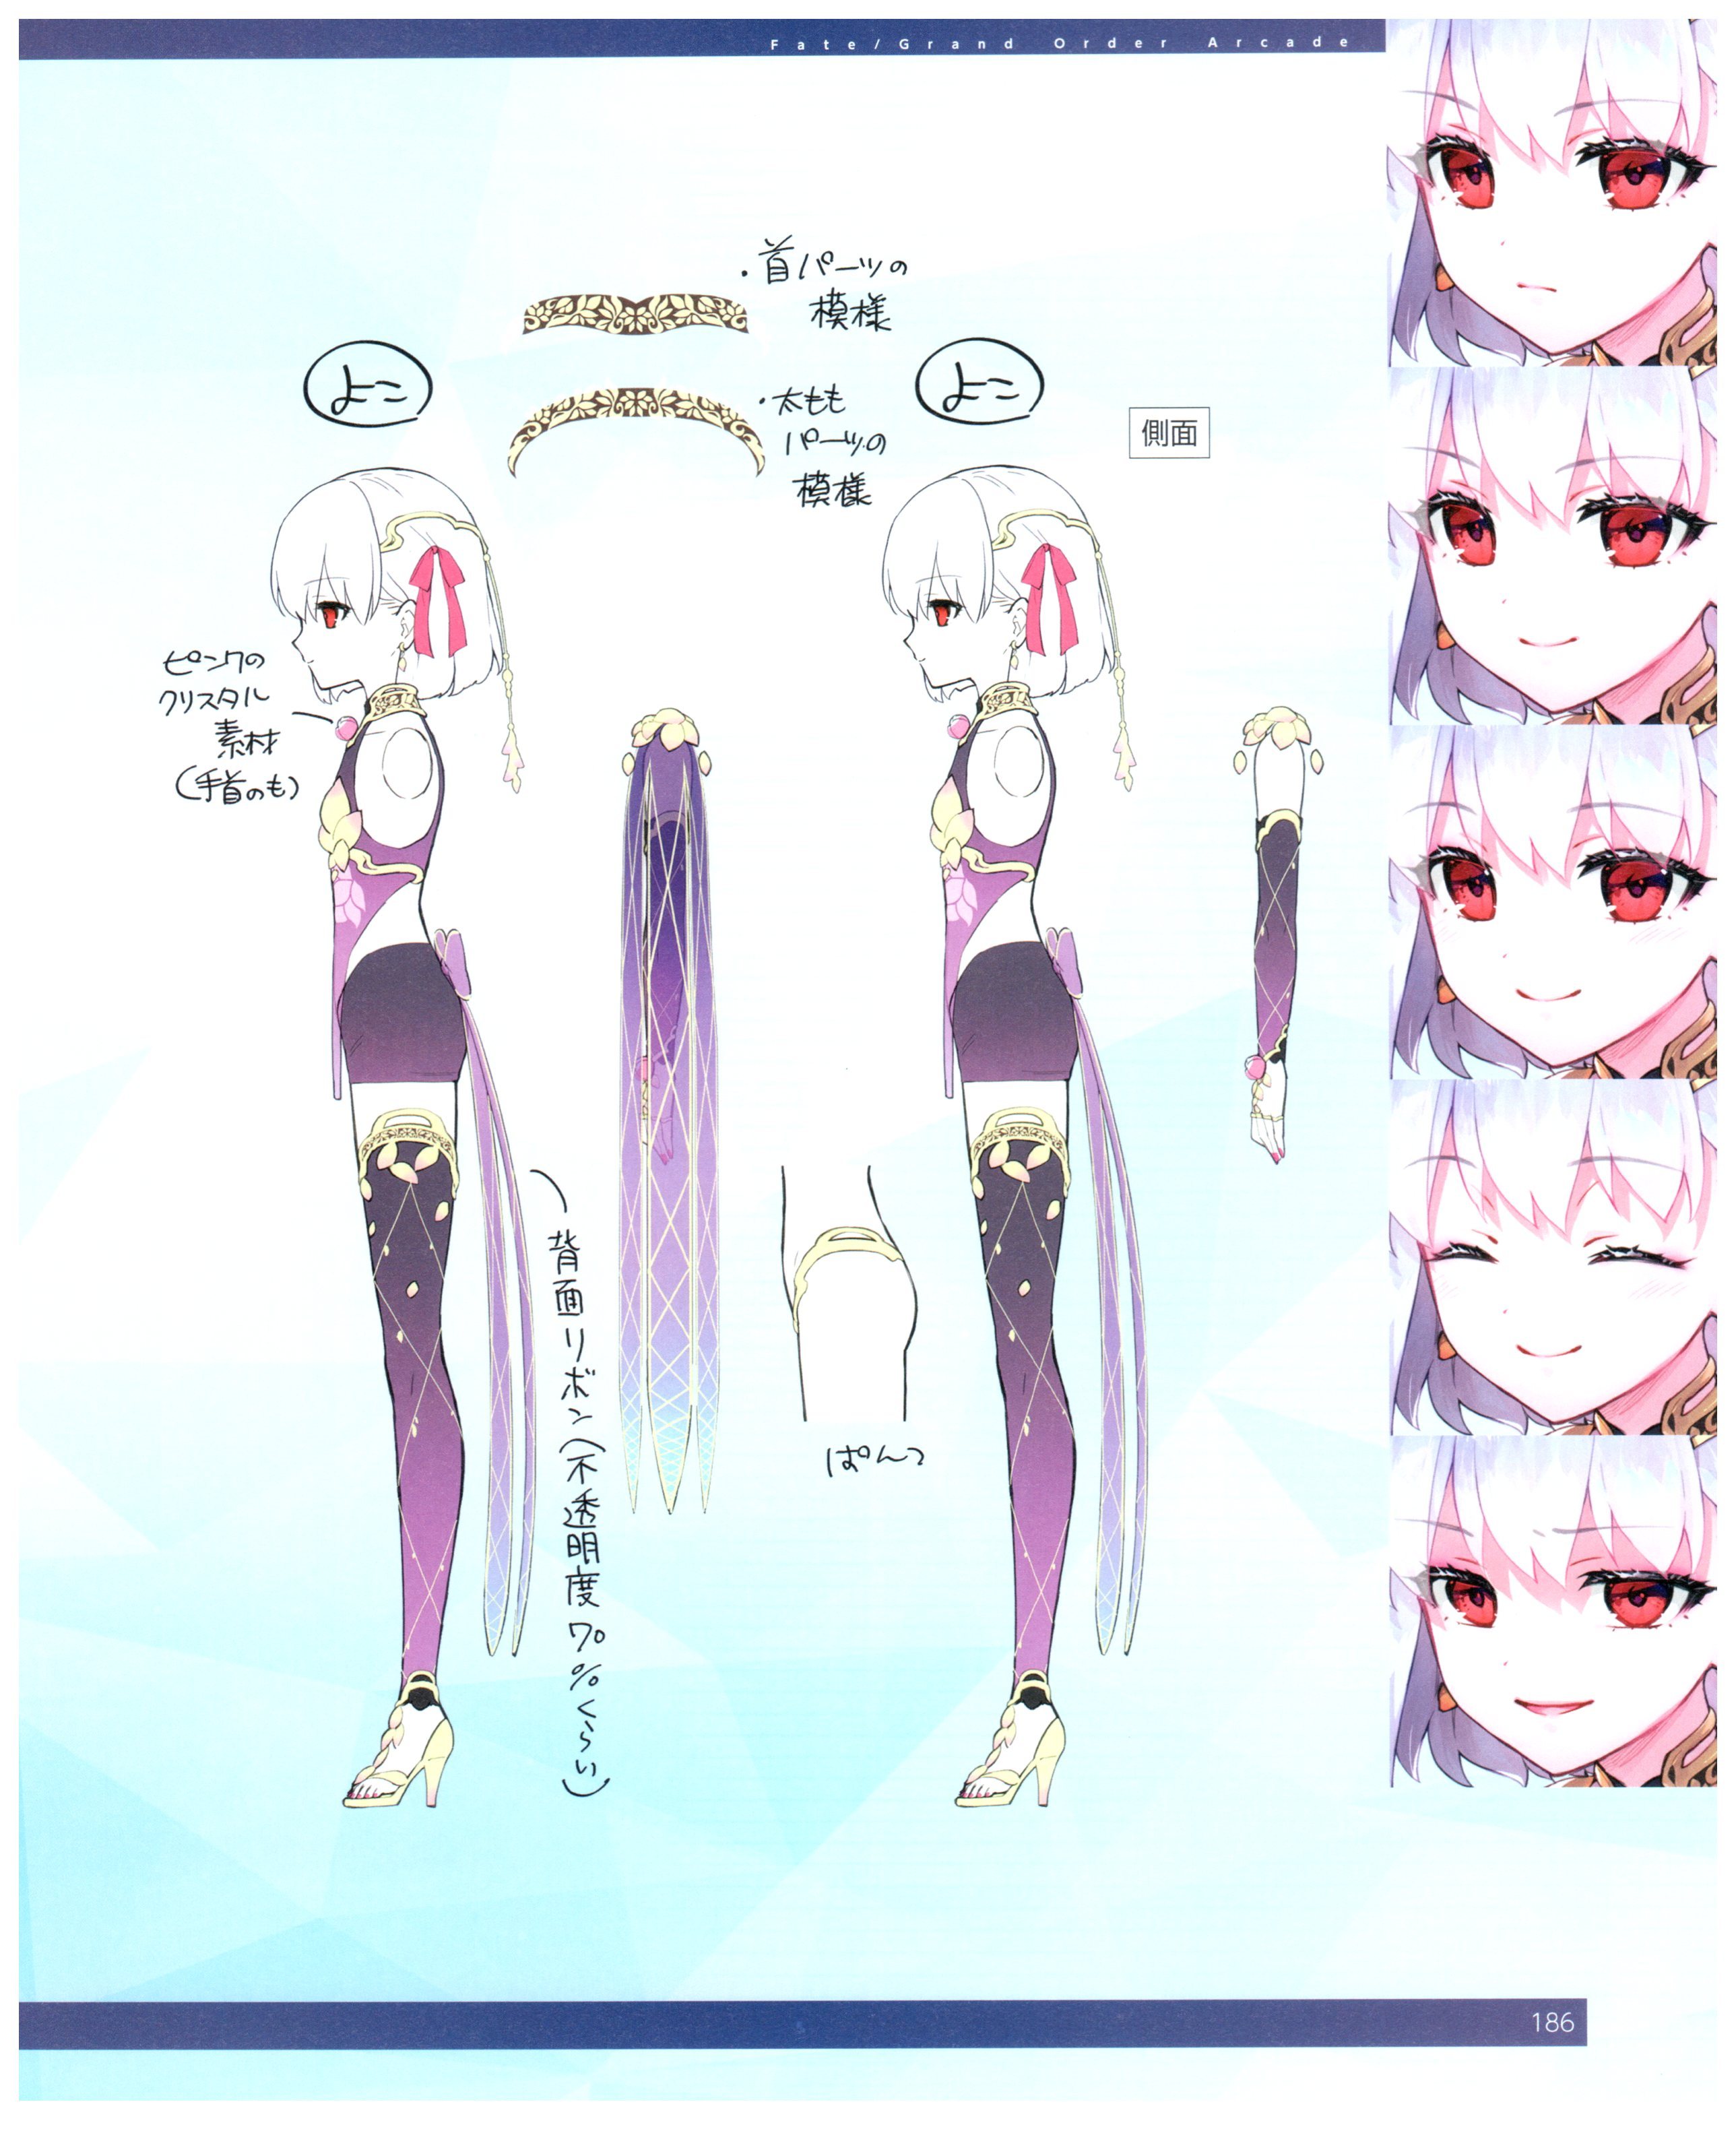 Fate/Grand Order Arcade
・首パーツの
模様
よこ
・太もも
パーツの
模様
よこ
側面
ピンクの
クリスタル
素材
(手首のも)
背面リボン(不透明度70%くらい)
ぱんつ
186